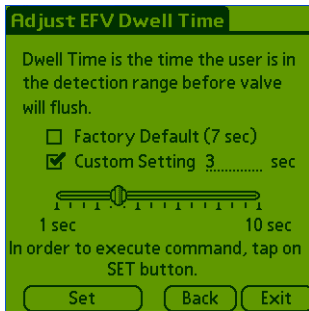 Adjust EFV Dwell Time
Dwell Time is the time the user is in
the detection range before valve
will flush.
Factory Default (7 sec)
Custom Setting 3 sec
1 sec 10 sec
In order to execute command, tap on
SET button.
Set Back Exit